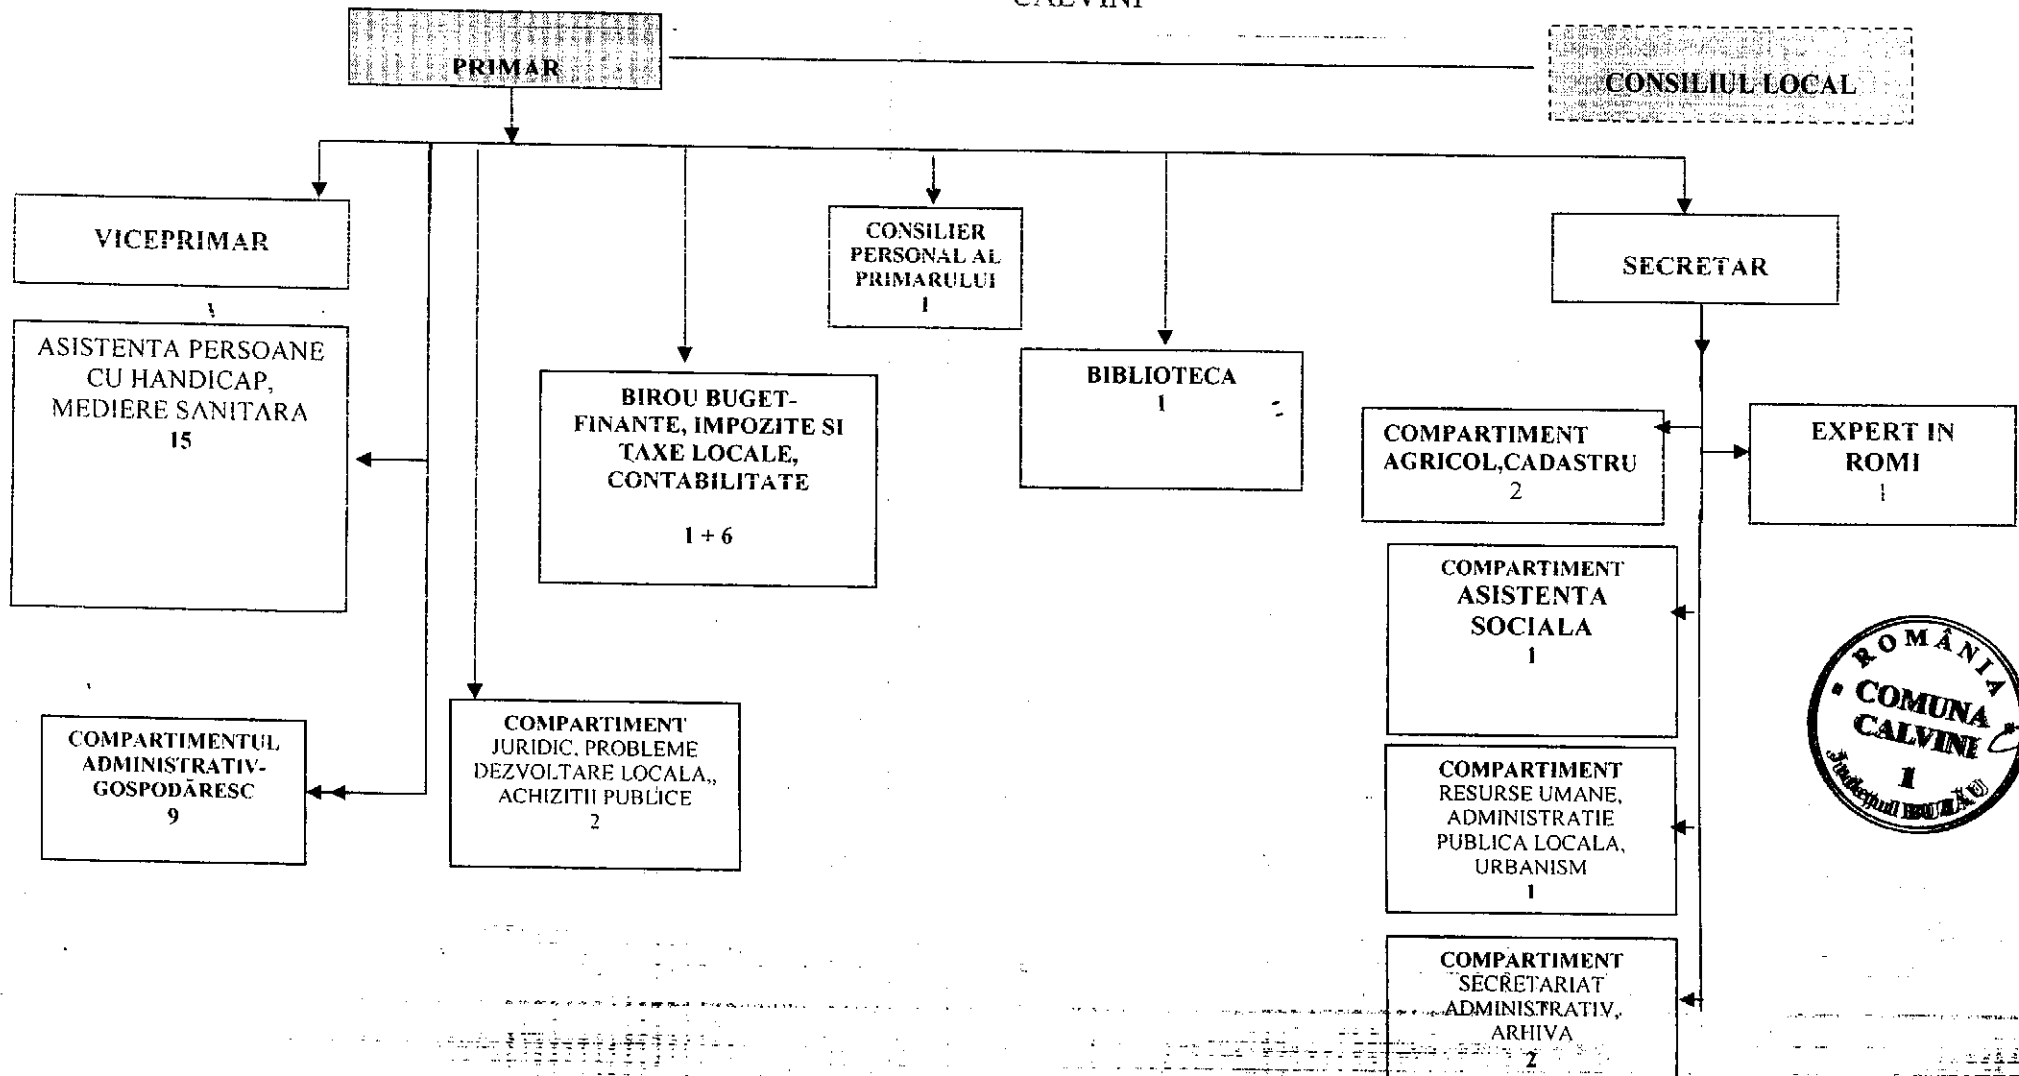 CALVINI
PRIMAR
CONSILIUL LOCAL
VICEPRIMAR
CONSILIER
PERSONAL AL
PRIMARULUI
1
SECRETAR
ASISTENTA PERSOANE
CU HANDICAP,
MEDIERE SANITARA
15
BIROU BUGET-
FINANTE, IMPOZITE SI
TAXE LOCALE,
CONTABILITATE
1 + 6
BIBLIOTECA
1
COMPARTIMENT
AGRICOL,CADASTRU
2
EXPERT IN
ROMI
1
COMPARTIMENT
ASISTENTA
SOCIALA
1
COMPARTIMENTUL
ADMINISTRATIV-
GOSPODĂRESC
9
COMPARTIMENT
JURIDIC. PROBLEME
DEZVOLTARE LOCALA,,
ACHIZITII PUBLICE
2
COMPARTIMENT
RESURSE UMANE,
ADMINISTRATIE
PUBLICA LOCALA,
URBANISM
1
COMPARTIMENT
SECRETARIAT
ADMINISTRATIV,
ARHIVA
2
ROMÂNIA
COMUNA
CALVINI
1
Județul BUZĂU